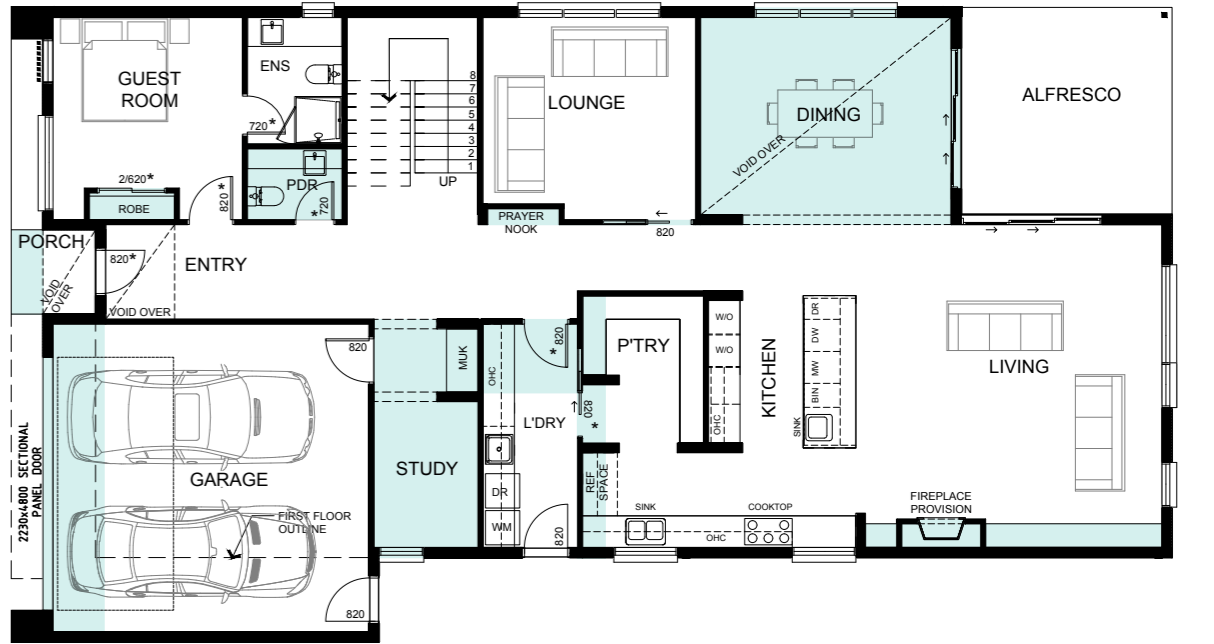 GUEST
ROOM
ENS
720*
2/620*
ROBE
820*
PDR
*720
8
7
6
5
4
3
2
1
UP
LOUNGE
PRAYER
NOOK
820
DINING
VOID OVER
ALFRESCO
PORCH
VOID
OVER
820*
ENTRY
VOID OVER
820
MUK
OHC
820
*
L'DRY
820
*
P'TRY
W/O
W/O
OHC
KITCHEN
DR
DW
MW
BIN
SINK
LIVING
2230x4800 SECTIONAL
PANEL DOOR
GARAGE
FIRST FLOOR
OUTLINE
820
STUDY
DR
WM
820
REF
SPACE
SINK
OHC
COOKTOP
FIREPLACE
PROVISION